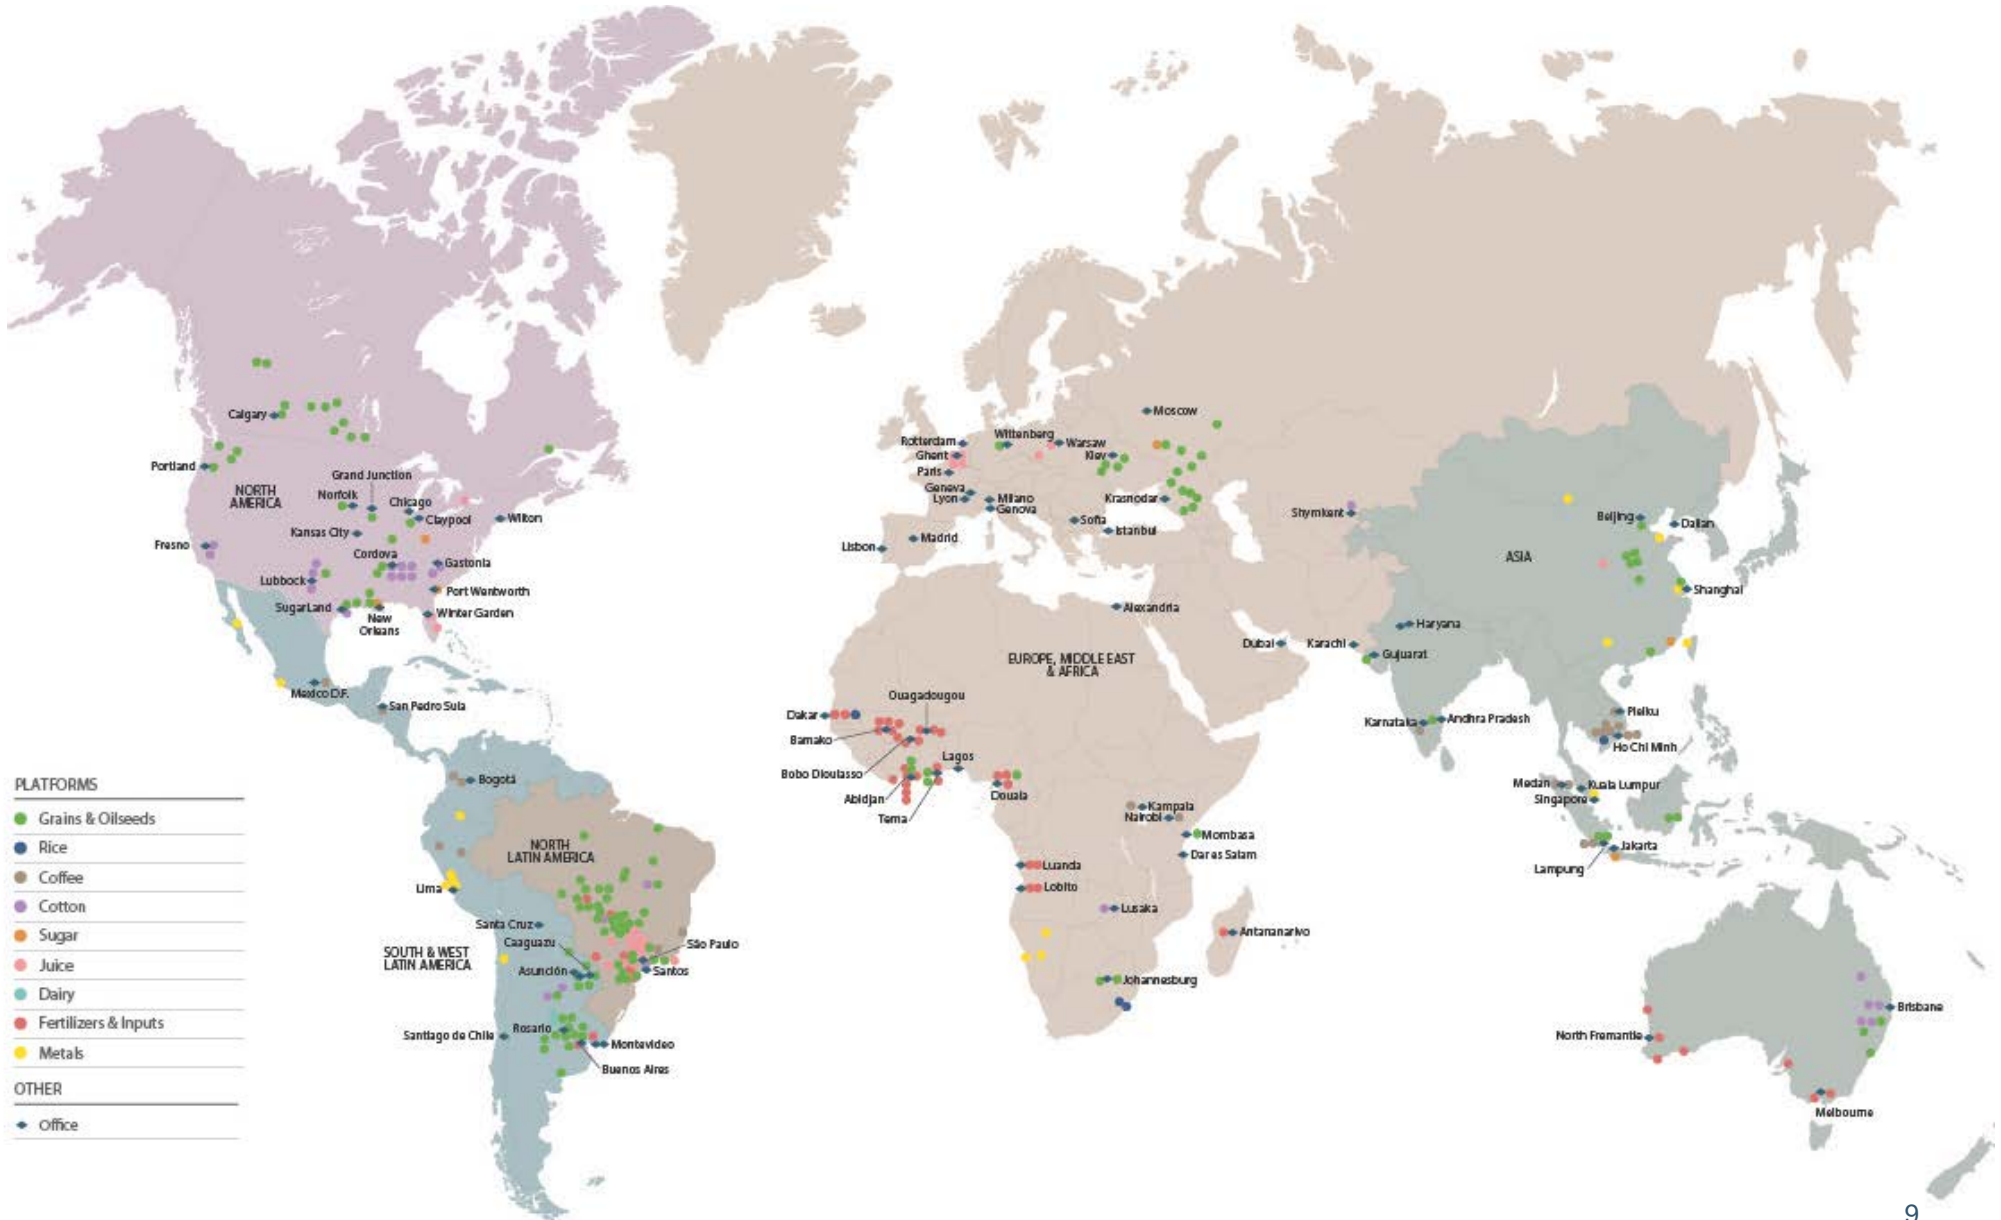 Calgary
Portland
Grand Junction
NORTH
AMERICA
Norfolk
Chicago
Claypool
Wilton
Kansas City
Fresno
Cordova
Gastonia
Lubbock
Port Wentworth
SugarLand
New
Orleans
Winter Garden
Mexico D.F.
San Pedro Sula
Bogotá
NORTH
LATIN AMERICA
Lima
Santa Cruz
Caaguazu
SOUTH & WEST
LATIN AMERICA
São Paulo
Asunción
Santos
Rosario
Santiago de Chile
Montevideo
Buenos Aires
Moscow
Rotterdam
Wittenberg
Warsaw
Ghent
Kiev
Paris
Geneva
Lyon
Milano
Genova
Krasnodar
Sofia
Istanbul
Madrid
Lisbon
Alexandria
Dubai
Karachi
EUROPE, MIDDLE EAST
& AFRICA
Ouagadougou
Dakar
Bamako
Bobo Dioulasso
Lagos
Abidjan
Douala
Tema
Kampala
Nairobi
Mombasa
Dar es Salam
Luanda
Lobito
Lusaka
Antananarivo
Johannesburg
Shymkent
Beijing
Dalian
ASIA
Shanghai
Haryana
Gujuarat
Karnataka
Andhra Pradesh
Pleiku
Ho Chi Minh
Medan
Kuala Lumpur
Singapore
Jakarta
Lampung
Brisbane
North Fremantle
Melbourne
PLATFORMS
Grains & Oilseeds
Rice
Coffee
Cotton
Sugar
Juice
Dairy
Fertilizers & Inputs
Metals
OTHER
Office
9